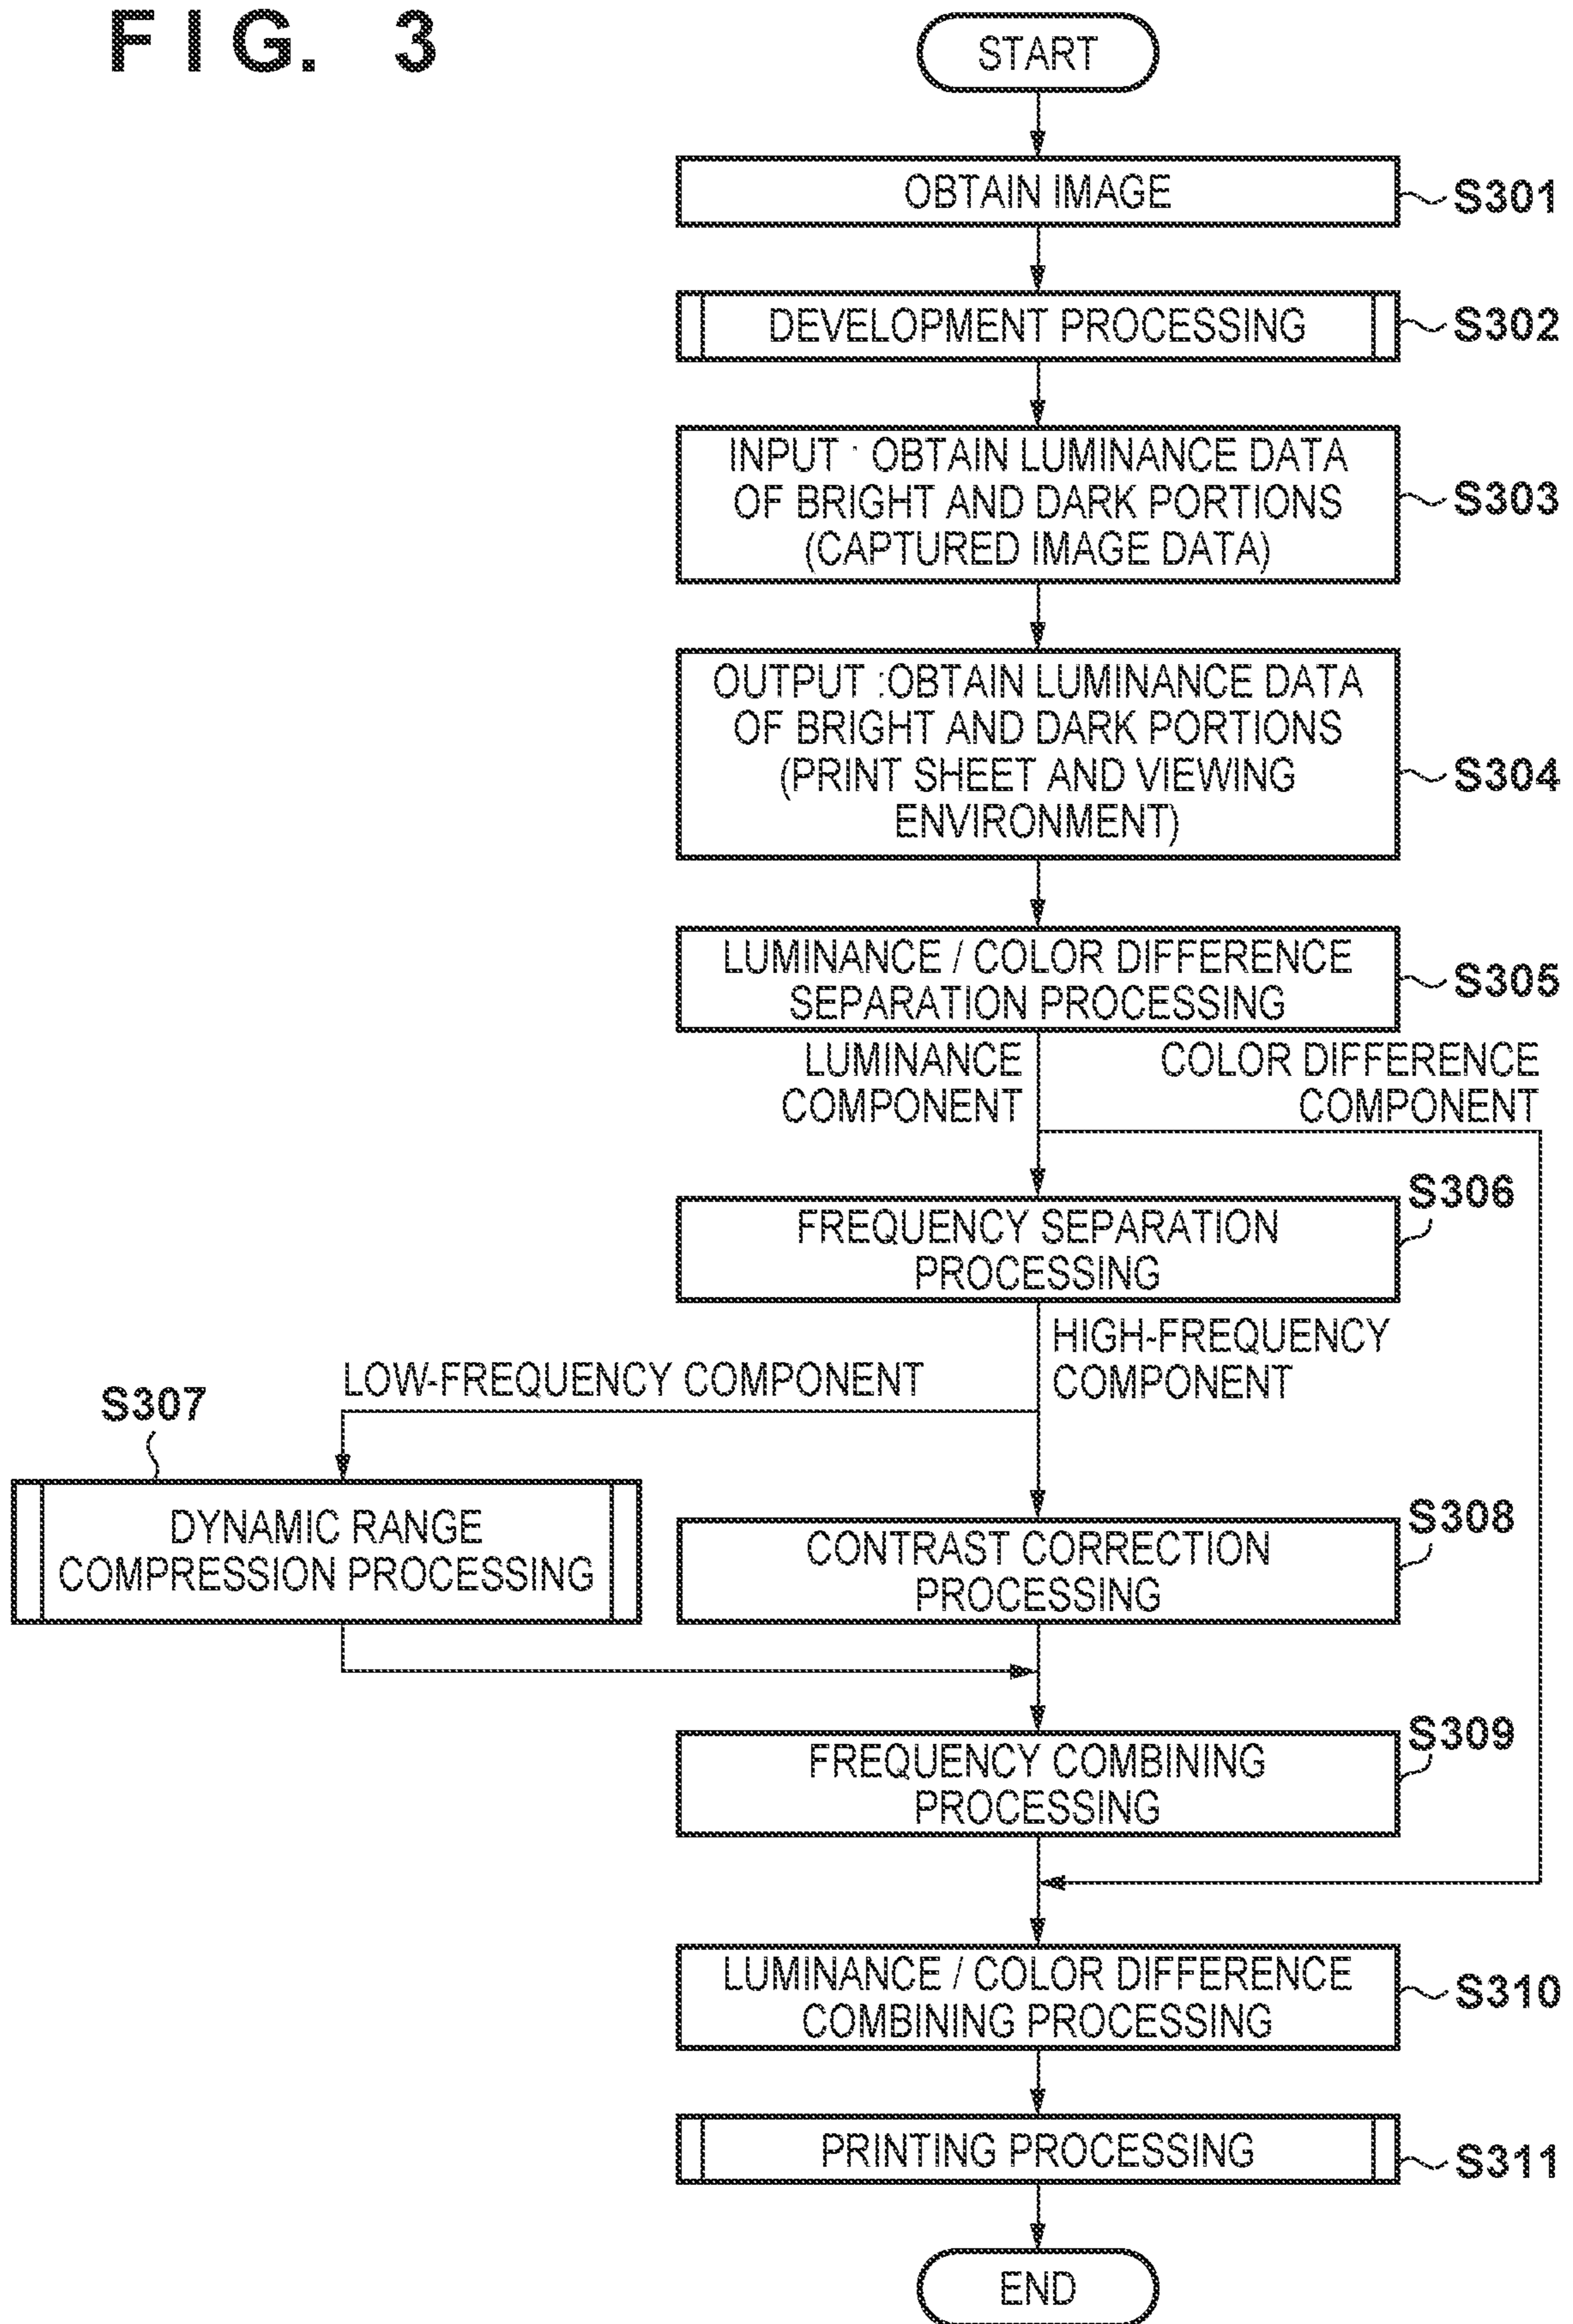 FIG. 3
START
OBTAIN IMAGE
S301
DEVELOPMENT PROCESSING
S302
INPUT : OBTAIN LUMINANCE DATA
OF BRIGHT AND DARK PORTIONS
(CAPTURED IMAGE DATA)
S303
OUTPUT :OBTAIN LUMINANCE DATA
OF BRIGHT AND DARK PORTIONS
(PRINT SHEET AND VIEWING
ENVIRONMENT)
S304
LUMINANCE / COLOR DIFFERENCE
SEPARATION PROCESSING
S305
LUMINANCE
COMPONENT
COLOR DIFFERENCE
COMPONENT
S306
FREQUENCY SEPARATION
PROCESSING
HIGH-FREQUENCY
COMPONENT
LOW-FREQUENCY COMPONENT
S307
DYNAMIC RANGE
COMPRESSION PROCESSING
S308
CONTRAST CORRECTION
PROCESSING
S309
FREQUENCY COMBINING
PROCESSING
LUMINANCE / COLOR DIFFERENCE
COMBINING PROCESSING
S310
PRINTING PROCESSING
S311
END